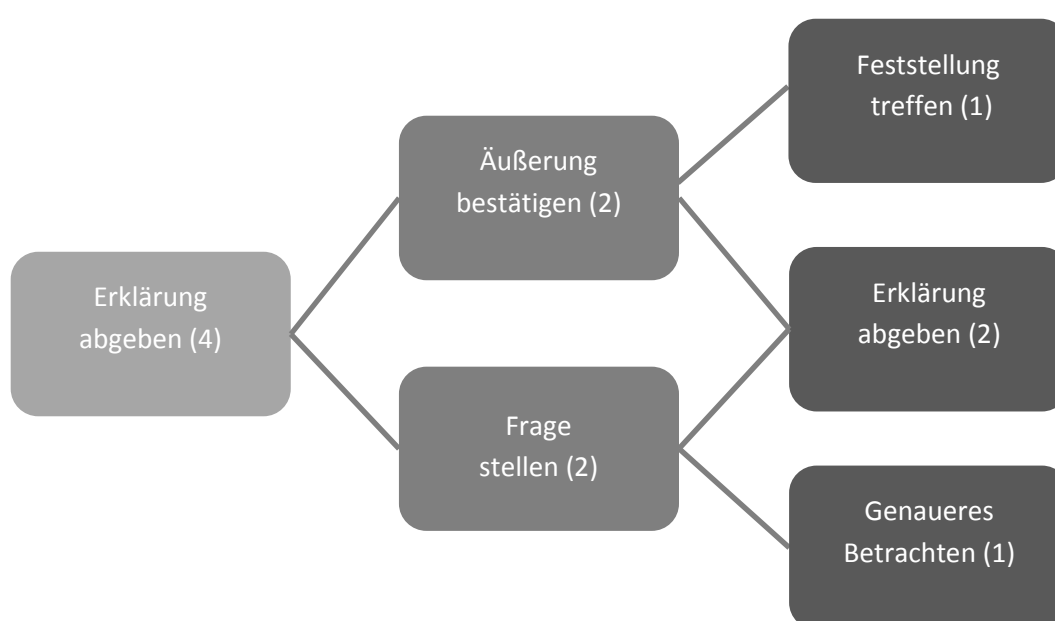 Erklärung
abgeben (4)
Äußerung
bestätigen (2)
Frage
stellen (2)
Feststellung
treffen (1)
Erklärung
abgeben (2)
Genaueres
Betrachten (1)